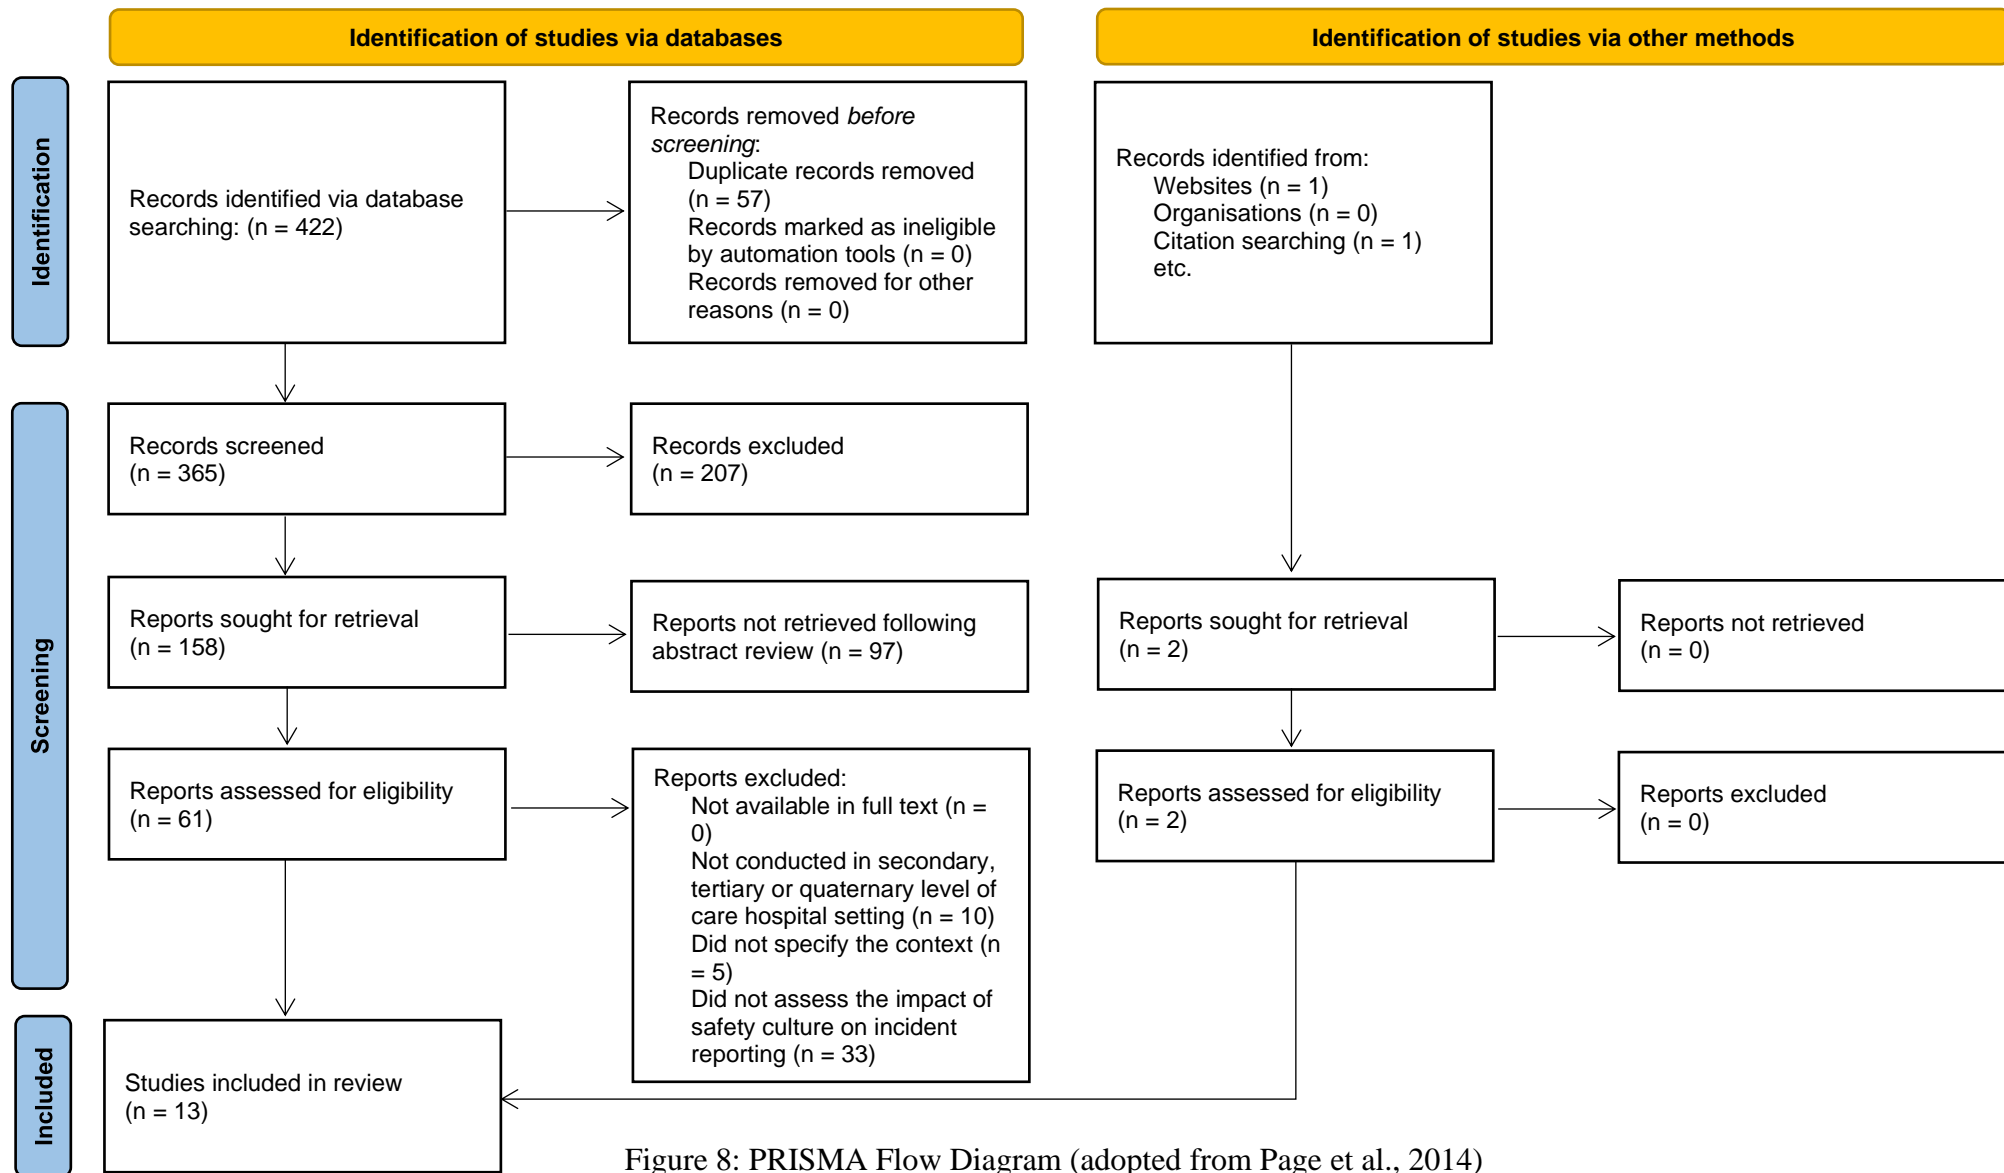 Identification of studies via databases
Identification of studies via other methods
Identification
Records identified via database
searching: (n = 422)
Records removed before
screening:
Duplicate records removed
(n = 57)
Records marked as ineligible
by automation tools (n = 0)
Records removed for other
reasons (n = 0)
Records identified from:
Websites (n = 1)
Organisations (n = 0)
Citation searching (n = 1)
etc.
Screening
Records screened
(n = 365)
Records excluded
(n = 207)
Reports sought for retrieval
(n = 158)
Reports not retrieved following
abstract review (n = 97)
Reports sought for retrieval
(n = 2)
Reports not retrieved
(n = 0)
Reports assessed for eligibility
(n = 61)
Reports excluded:
Not available in full text (n =
0)
Not conducted in secondary,
tertiary or quaternary level of
care hospital setting (n = 10)
Did not specify the context (n
= 5)
Did not assess the impact of
safety culture on incident
reporting (n = 33)
Reports assessed for eligibility
(n = 2)
Reports excluded
(n = 0)
Included
Studies included in review
(n = 13)
Figure 8: PRISMA Flow Diagram (adopted from Page et al., 2014)